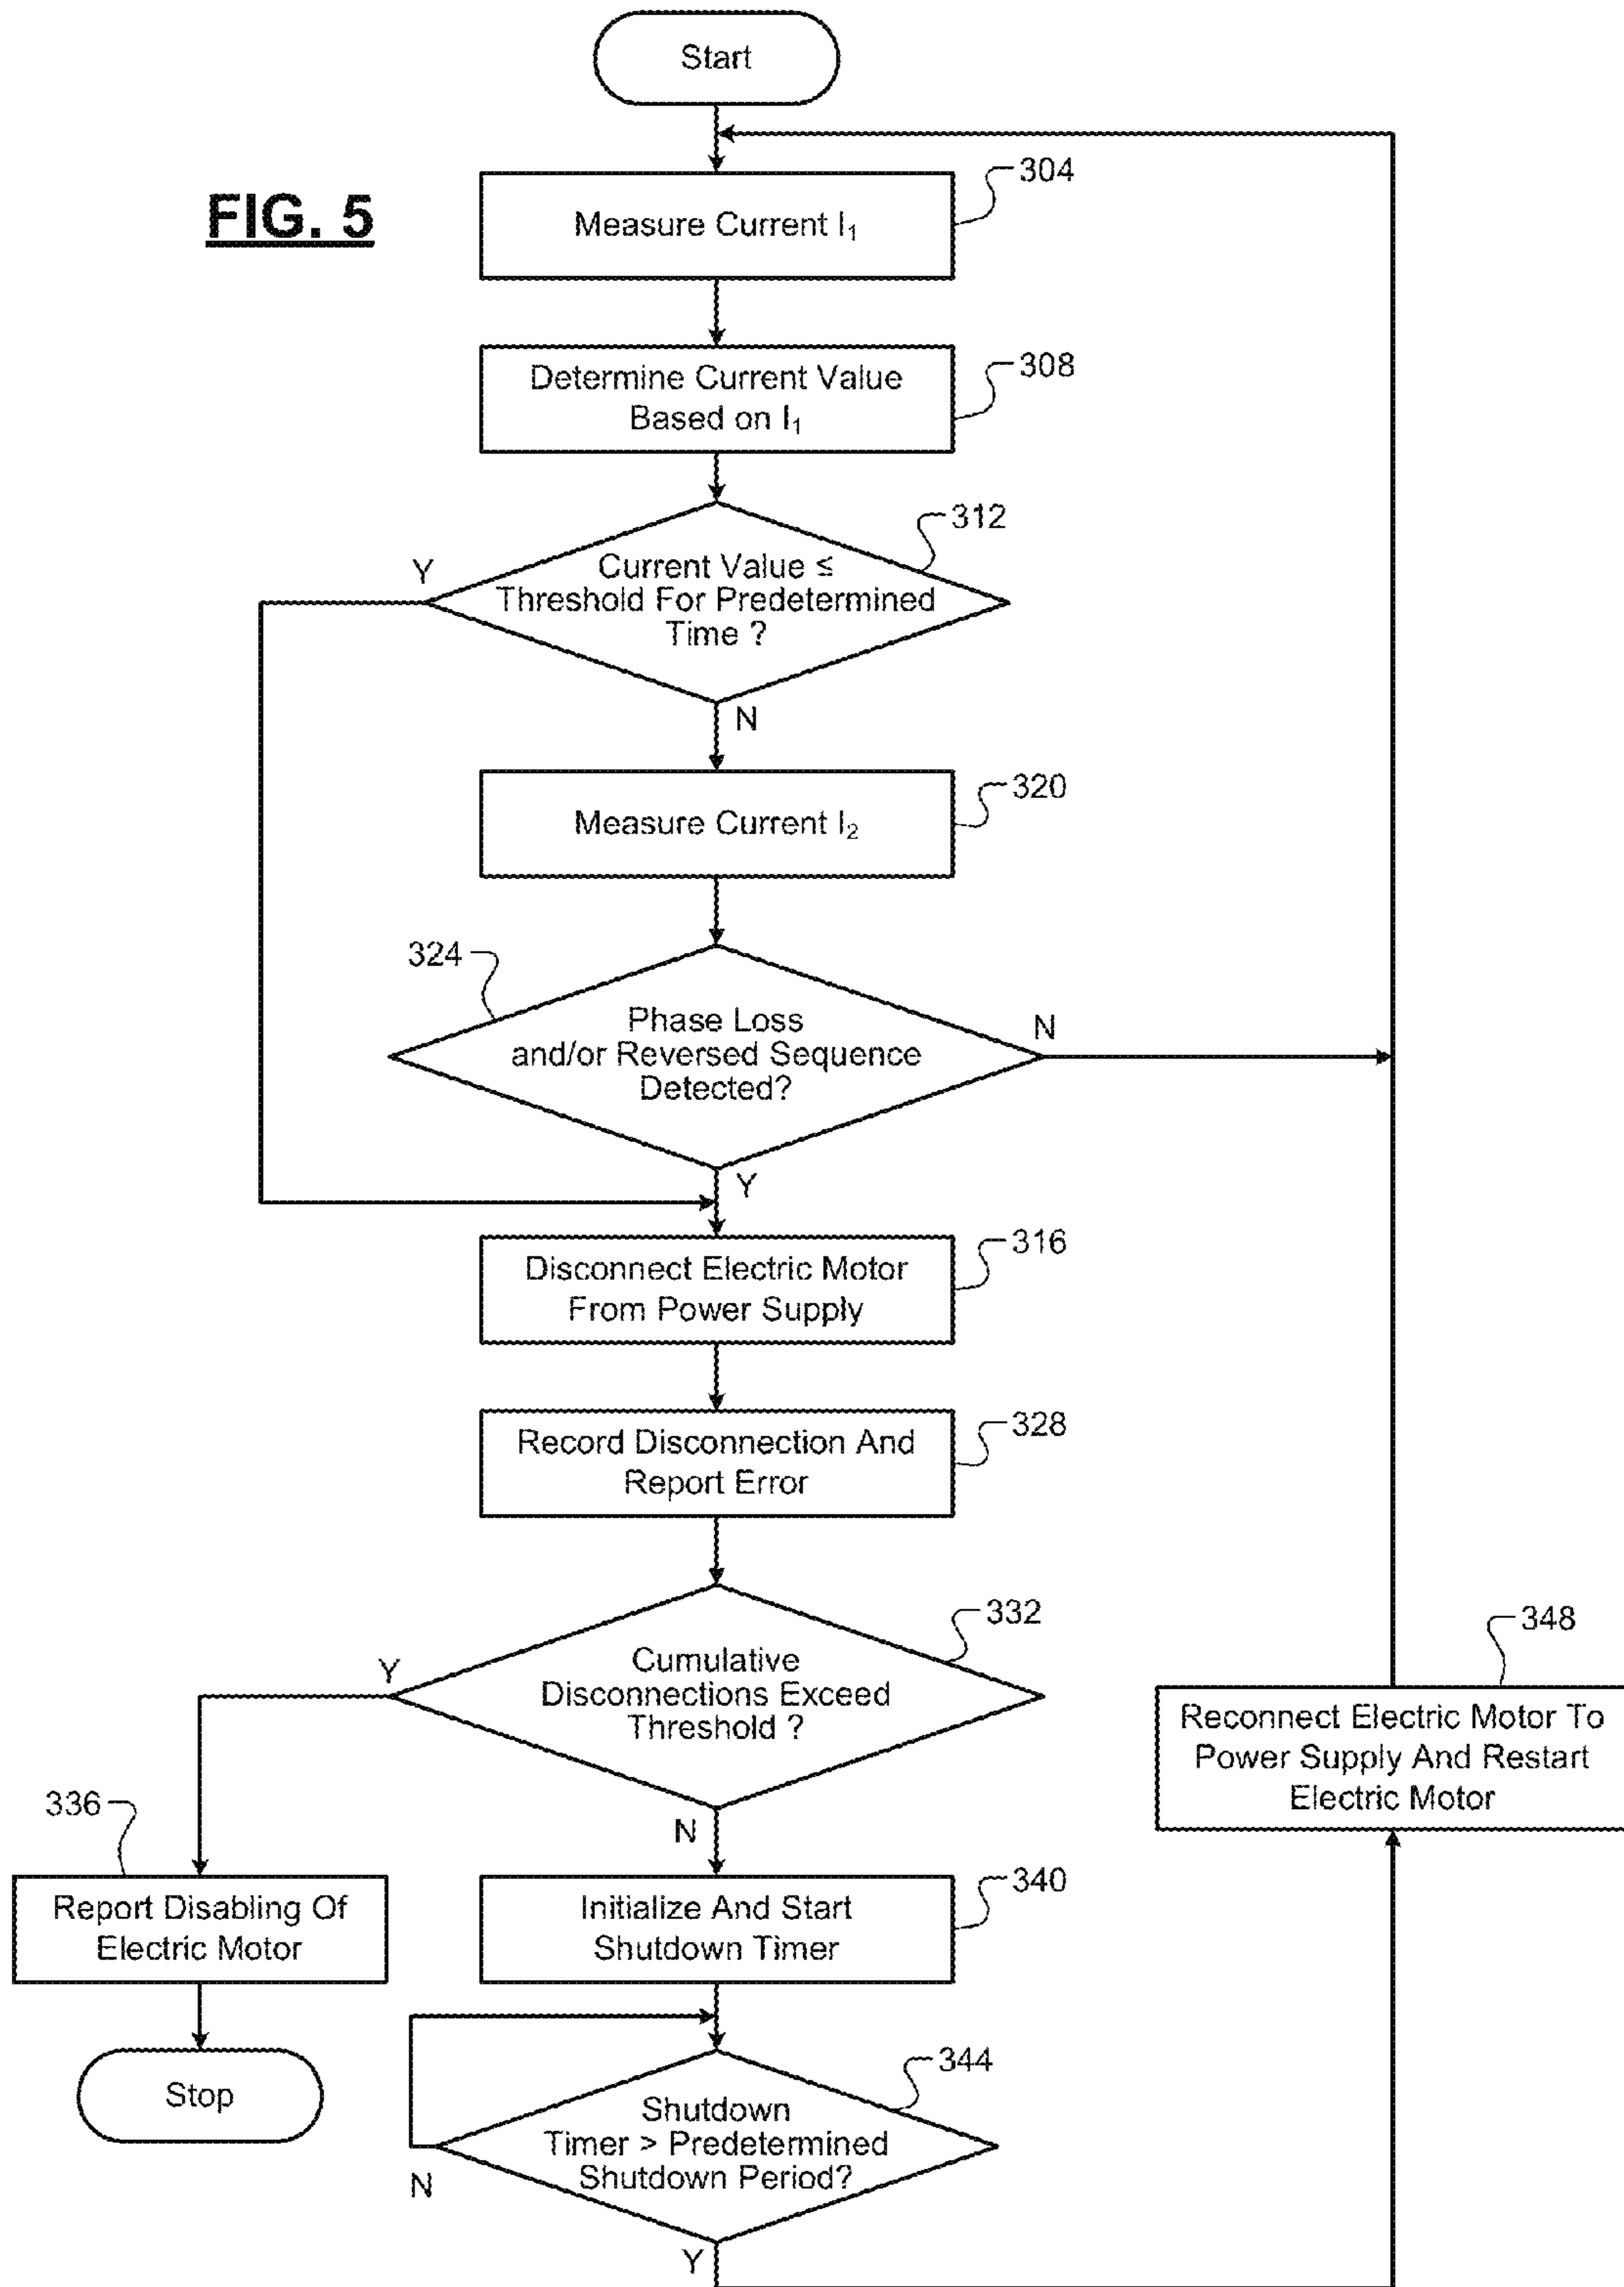 Start
FIG. 5
304
Measure Current I₁
308
Determine Current Value
Based on I₁
312
Y
Current Value ≤
Threshold For Predetermined
Time ?
N
320
Measure Current I₂
324
Phase Loss
and/or Reversed Sequence
Detected?
N
Y
316
Disconnect Electric Motor
From Power Supply
328
Record Disconnection And
Report Error
332
Y
Cumulative
Disconnections Exceed
Threshold ?
348
Reconnect Electric Motor To
Power Supply And Restart
Electric Motor
336
N
Report Disabling Of
Electric Motor
340
Initialize And Start
Shutdown Timer
Stop
344
Shutdown
Timer > Predetermined
Shutdown Period?
N
Y